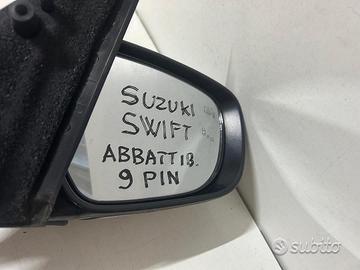 SUZUKI
SWIFT
ABBATTIB.
9 PIN
subito